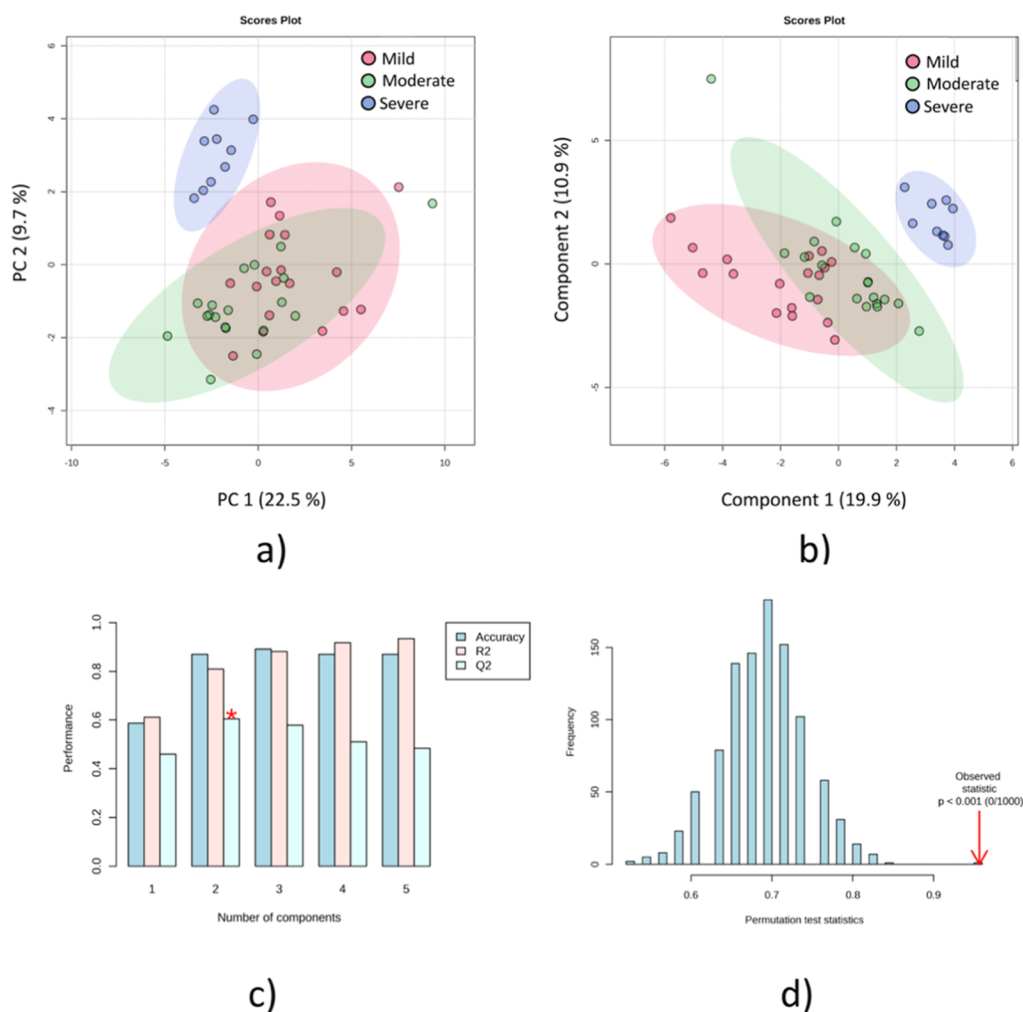 Scores Plot
Mild
Moderate
Severe
PC 2 (9.7 %)
6
4
2
0
-2
-4
-10
-5
0
5
10
PC 1 (22.5 %)
a)
Scores Plot
Mild
Moderate
Severe
Component 2 (10.9 %)
5
0
-5
-6
-4
-2
0
2
4
6
Component 1 (19.9 %)
b)
Accuracy
R2
Q2
Performance
1.0
0.8
0.6
0.4
0.2
0.0
*
1
2
3
4
5
Number of components
c)
Frequency
150
100
50
0
Observed
statistic
p < 0.001 (0/1000)
0.6
0.7
0.8
0.9
Permutation test statistics
d)